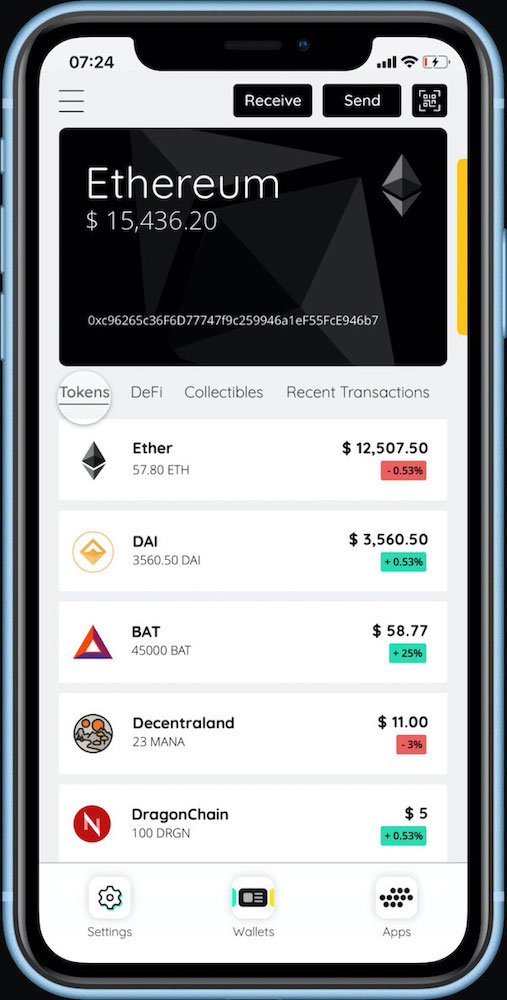 07:24
Receive
Send
Ethereum
$ 15,436.20
0xc96265c36F6D77747f9c259946a1eF55FcE946b7
Tokens DeFi Collectibles Recent Transactions
Ether $ 12,507.50
57.80 ETH - 0.53%
DAI $ 3,560.50
3560.50 DAI + 0.53%
BAT $ 58.77
45000 BAT + 25%
Decentraland $ 11.00
23 MANA - 3%
DragonChain $ 5
100 DRGN + 0.53%
Settings Wallets Apps